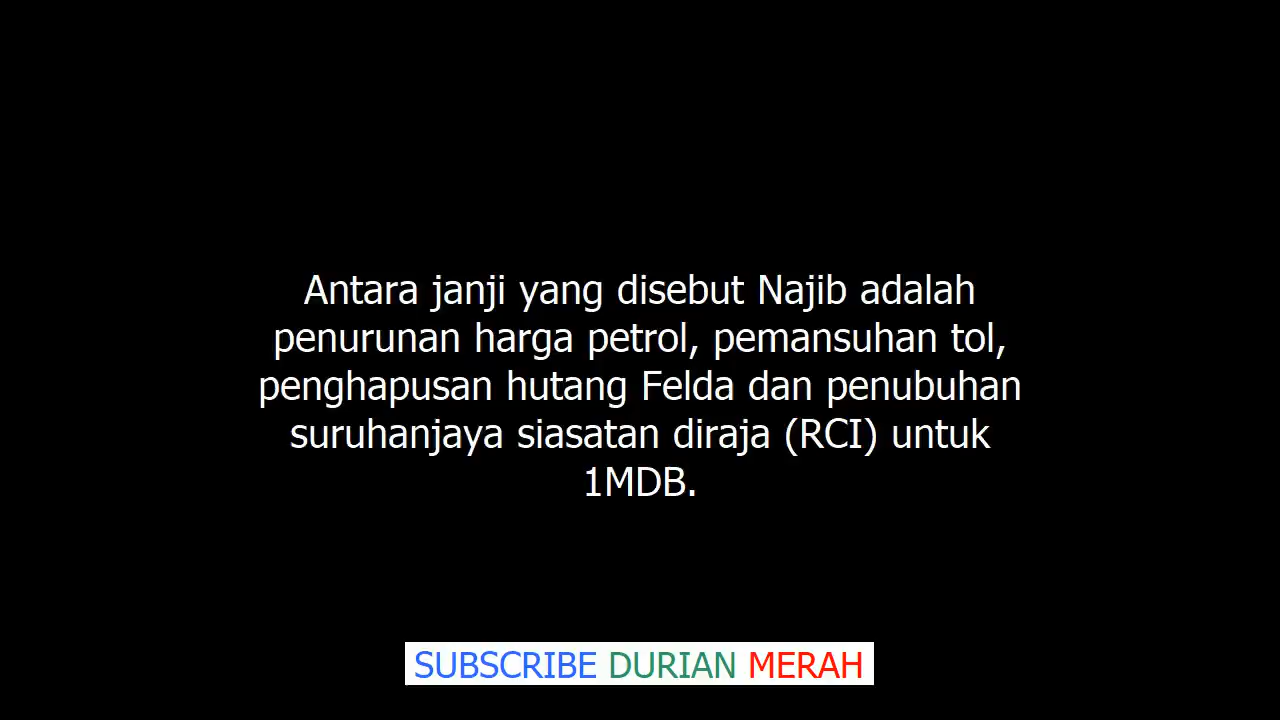 Antara janji yang disebut Najib adalah
penurunan harga petrol, pemansuhan tol,
penghapusan hutang Felda dan penubuhan
suruhanjaya siasatan diraja (RCI) untuk
1MDB.
SUBSCRIBE DURIAN MERAH